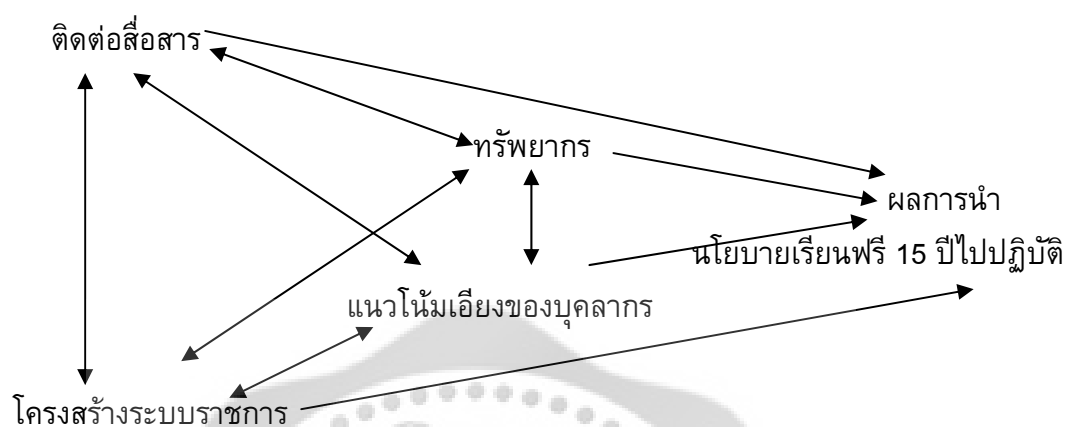 ติดต่อสื่อสาร
ทรัพยากร
ผลการนำ
นโยบายเรียนฟรี 15 ปีไปปฏิบัติ
แนวโน้มเอียงของบุคลากร
โครงสร้างระบบราชการ